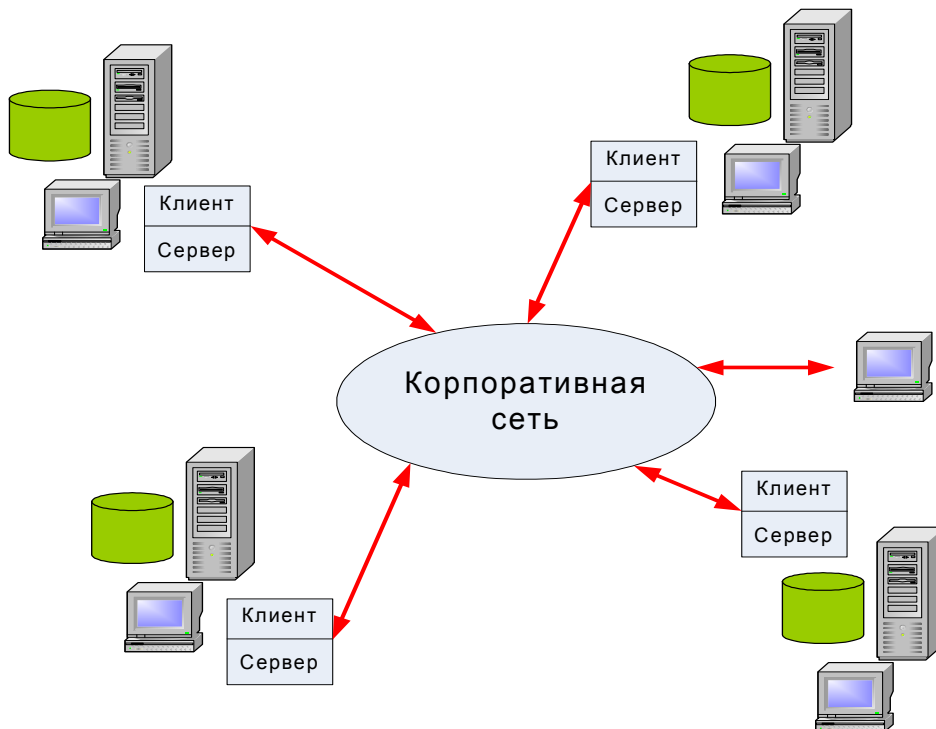 Клиент
Сервер
Клиент
Сервер
Корпоративная
сеть
Клиент
Сервер
Клиент
Сервер